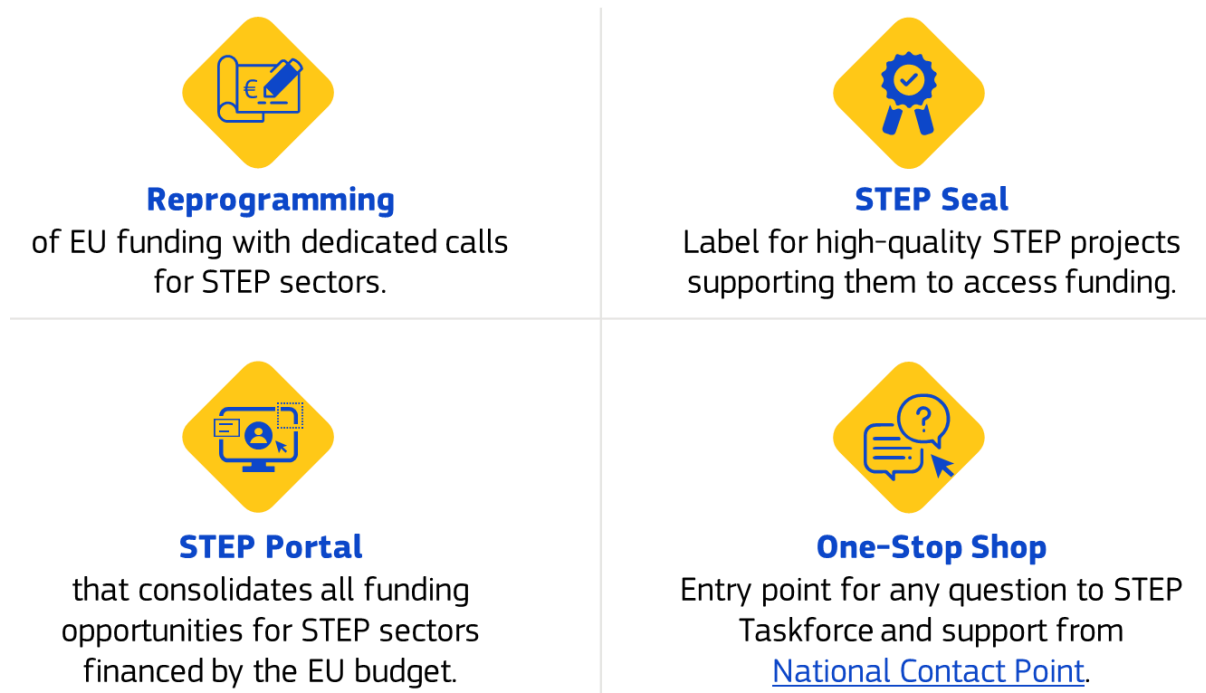 €
Reprogramming
of EU funding with dedicated calls
for STEP sectors.
STEP Seal
Label for high-quality STEP projects
supporting them to access funding.
STEP Portal
that consolidates all funding
opportunities for STEP sectors
financed by the EU budget.
?
One-Stop Shop
Entry point for any question to STEP
Taskforce and support from
National Contact Point.